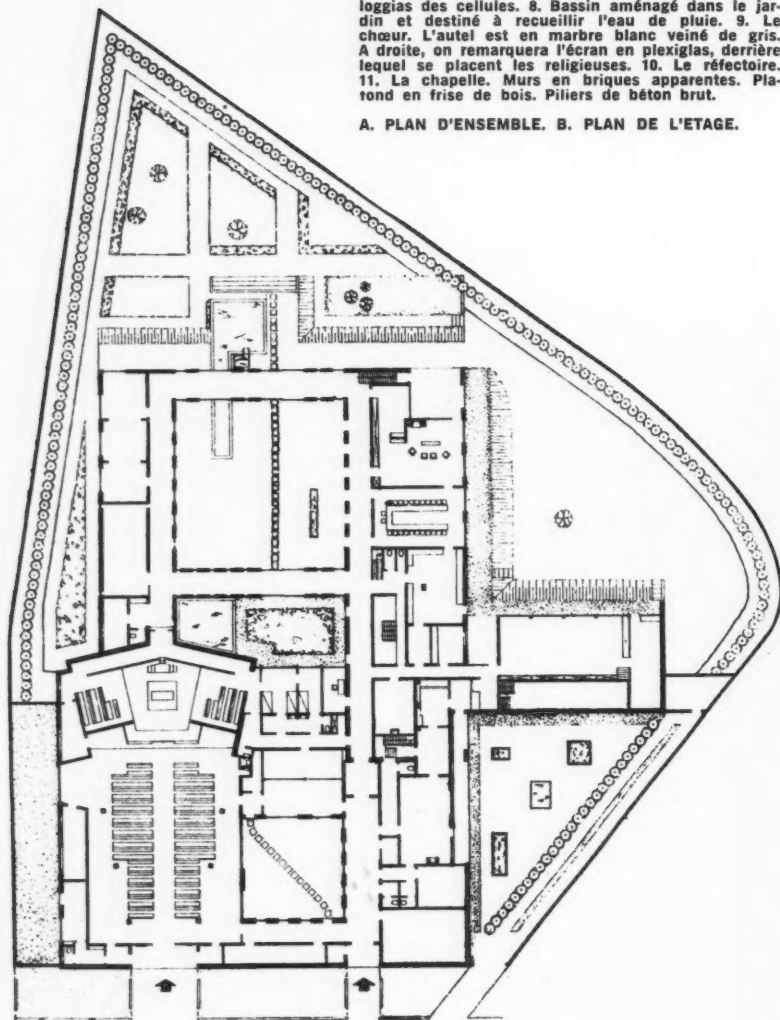 loggias des cellules. 8. Bassin aménagé dans le jar-
din et destiné à recueillir l'eau de pluie. 9. Le
chœur. L'autel est en marbre blanc veiné de gris.
A droite, on remarquera l'écran en plexiglas, derrière
lequel se placent les religieuses. 10. Le réfectoire.
11. La chapelle. Murs en briques apparentes. Pla-
fond en frise de bois. Piliers de béton brut.
A. PLAN D'ENSEMBLE. B. PLAN DE L'ETAGE.